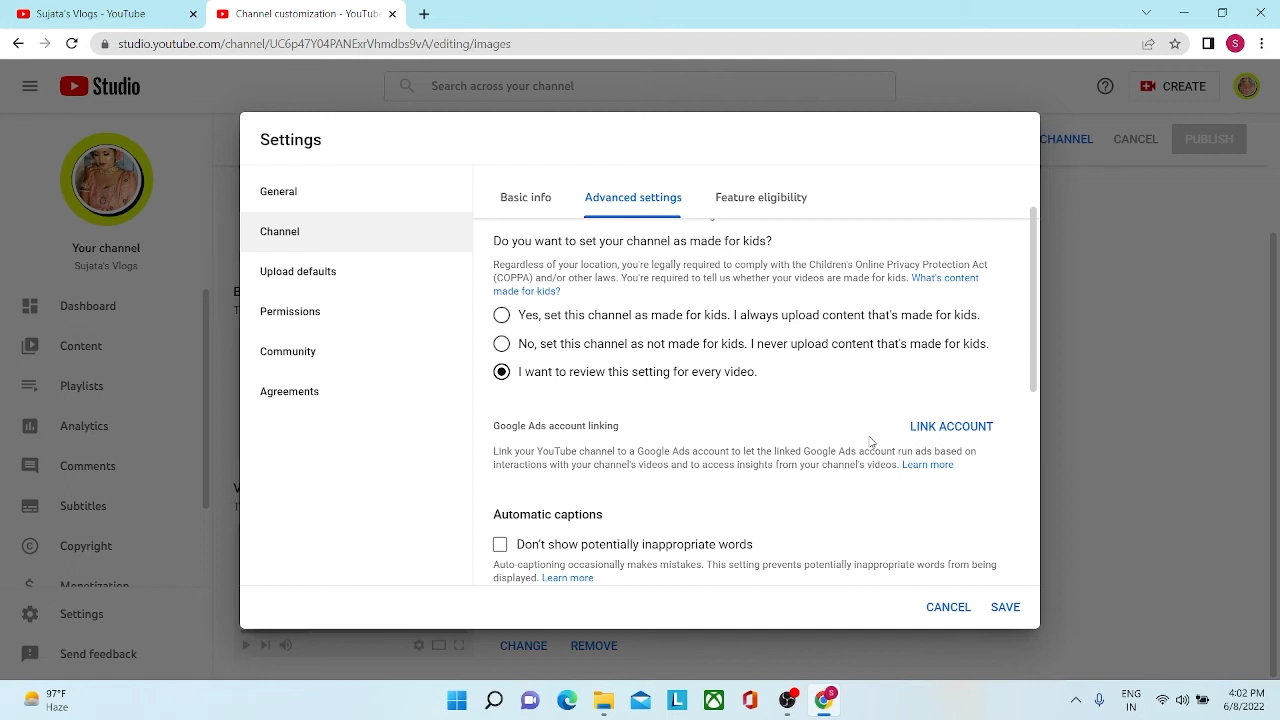 Sujata's Vlogs - YouTube
Channel customization - YouTube
studio.youtube.com/channel/UC6p47Y04PANExrVhmdbs9vA/editing/images
S
Studio
Search across your channel
CREATE
CHANNEL
CANCEL
PUBLISH
Your channel
Sujata's Vlogs
Dashboard
Content
Playlists
Analytics
Comments
Subtitles
Copyright
Monetization
Settings
Send feedback
Settings
General
Channel
Upload defaults
Permissions
Community
Agreements
Basic info
Advanced settings
Feature eligibility
Do you want to set your channel as made for kids?
Regardless of your location, you're legally required to comply with the Children's Online Privacy Protection Act
(COPPA) and/or other laws. You're required to tell us whether your videos are made for kids. What's content
made for kids?
Yes, set this channel as made for kids. I always upload content that's made for kids.
No, set this channel as not made for kids. I never upload content that's made for kids.
I want to review this setting for every video.
Google Ads account linking
LINK ACCOUNT
Link your YouTube channel to a Google Ads account to let the linked Google Ads account run ads based on
interactions with your channel's videos and to access insights from your channel's videos. Learn more
Automatic captions
Don't show potentially inappropriate words
Auto-captioning occasionally makes mistakes. This setting prevents potentially inappropriate words from being
displayed. Learn more
CANCEL
SAVE
CHANGE
REMOVE
97°F
Haze
L
S
ENG
IN
4:02 PM
6/8/2022